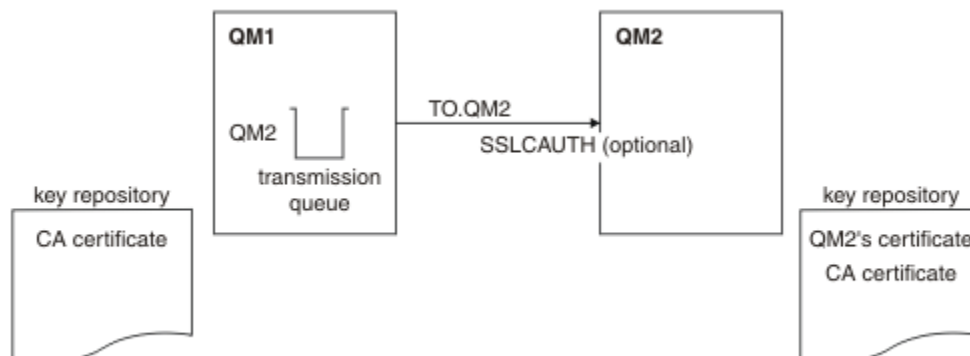 QM1
QM2
TO.QM2
QM2
SSLCAUTH (optional)
transmission
queue
key repository
key repository
CA certificate
QM2's certificate
CA certificate